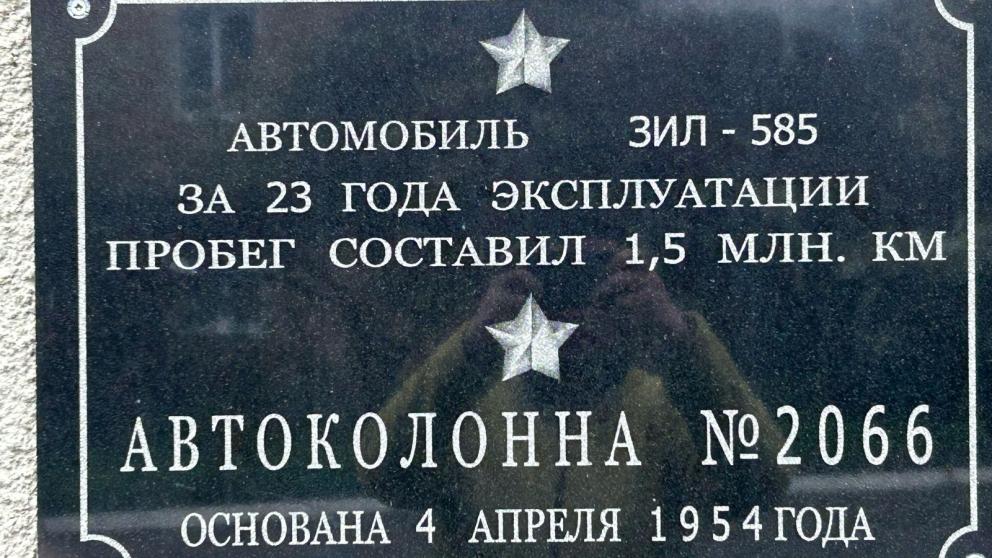 АВТОМОБИЛЬ ЗИЛ - 585
ЗА 23 ГОДА ЭКСПЛУАТАЦИИ
ПРОБЕГ СОСТАВИЛ 1,5 МЛН. КМ
АВТОКОЛОННА №2066
ОСНОВАНА 4 АПРЕЛЯ 1954 ГОДА